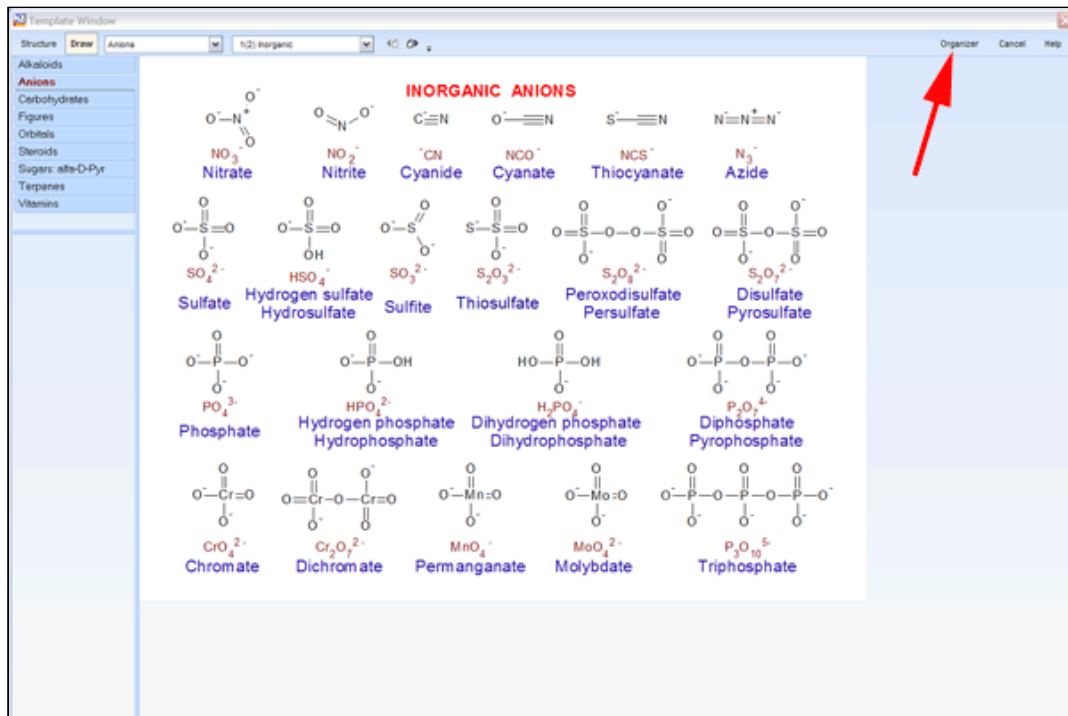 Template Window
Structure Draw Anions 1(2) Inorganic Organizer Cancel Help
Alkaloids
Anions
Carbohydrates
Figures
Orbitals
Steroids
Sugars: alfa-D-Pyr
Terpenes
Vitamins
INORGANIC ANIONS
O⁻–N⁺(=O)–O⁻ O=N–O⁻ C⁻≡N O⁻–≡N S⁻–≡N N⁻=N⁺=N⁻
NO₃⁻ NO₂⁻ ⁻CN NCO⁻ NCS⁻ N₃⁻
Nitrate Nitrite Cyanide Cyanate Thiocyanate Azide
SO₄²⁻ HSO₄⁻ SO₃²⁻ S₂O₃²⁻ S₂O₈²⁻ S₂O₇²⁻
Sulfate Hydrogen sulfate Sulfite Thiosulfate Peroxodisulfate Disulfate
Hydrosulfate Persulfate Pyrosulfate
PO₄³⁻ HPO₄²⁻ H₂PO₄⁻ P₂O₇⁴⁻
Phosphate Hydrogen phosphate Dihydrogen phosphate Diphosphate
Hydrophosphate Dihydrophosphate Pyrophosphate
CrO₄²⁻ Cr₂O₇²⁻ MnO₄⁻ MoO₄²⁻ P₃O₁₀⁵⁻
Chromate Dichromate Permanganate Molybdate Triphosphate